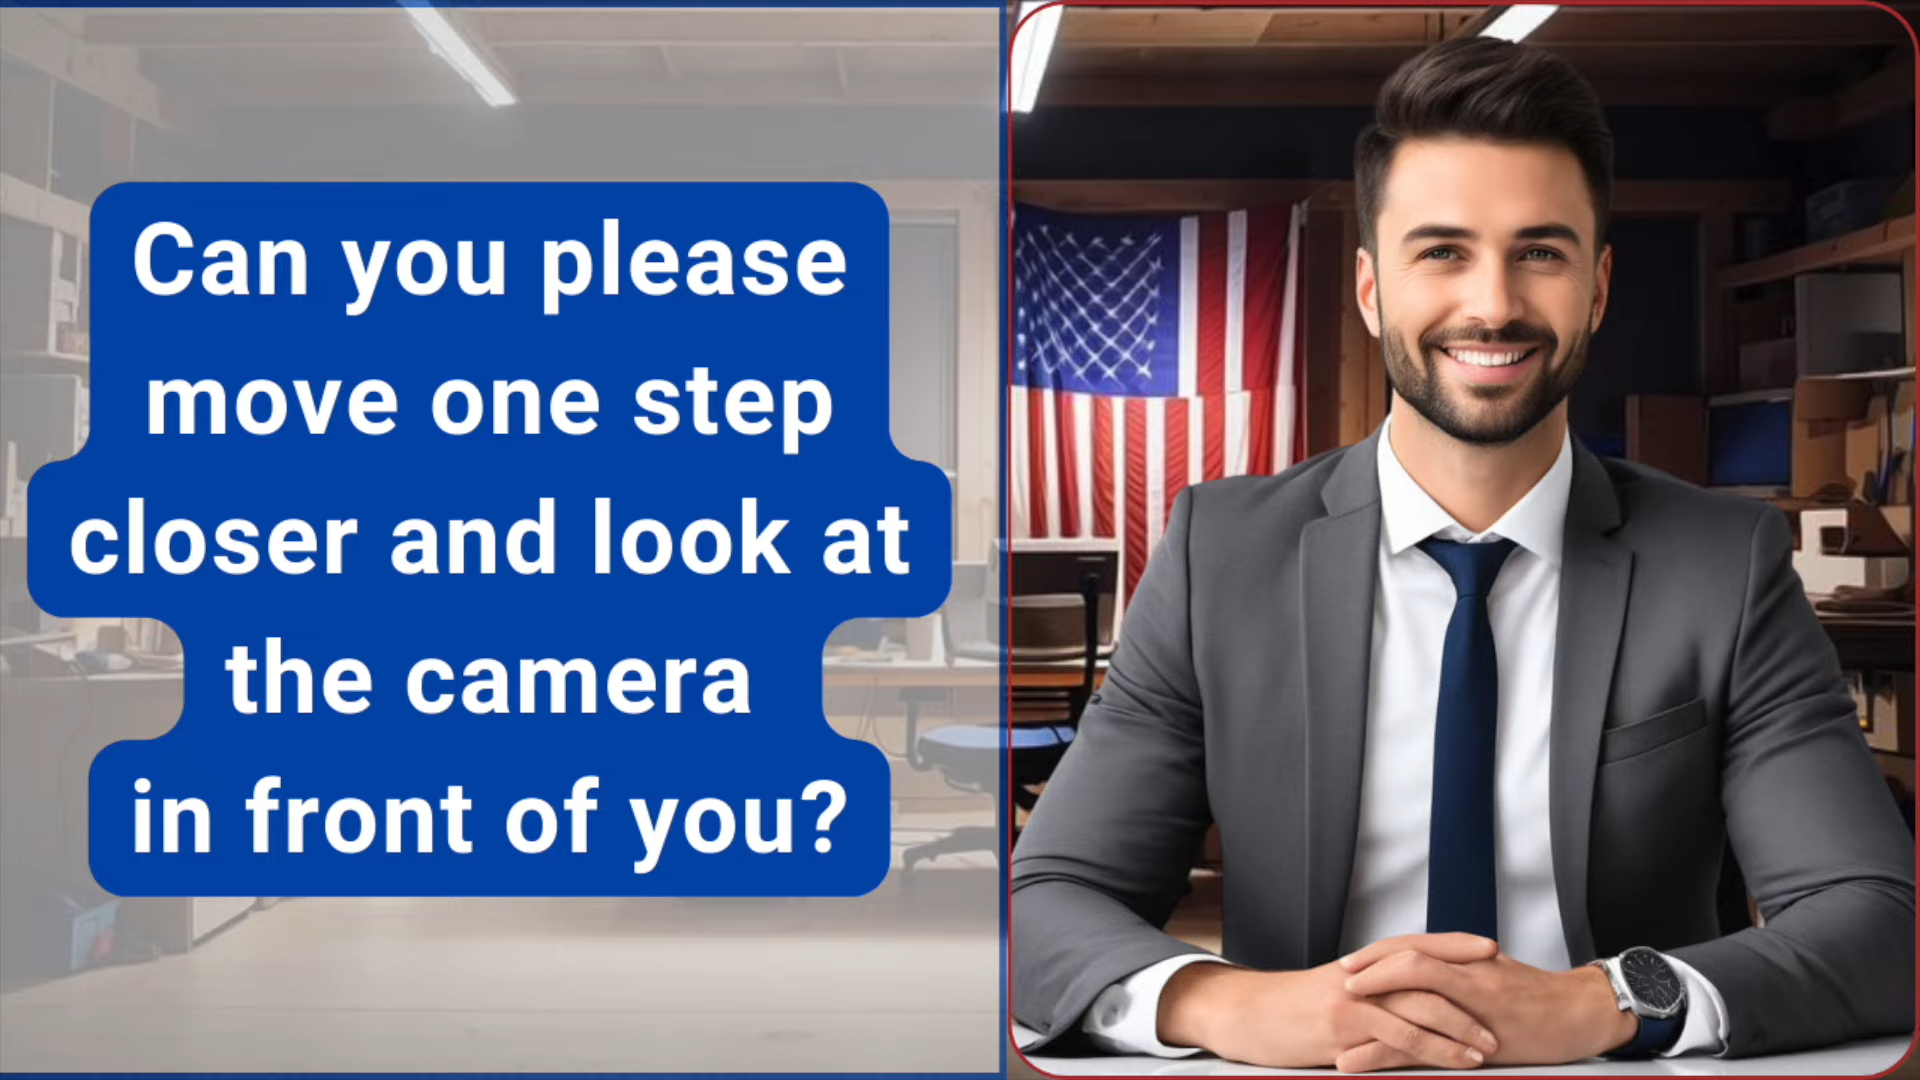 Can you please
move one step
closer and look at
the camera
in front of you?